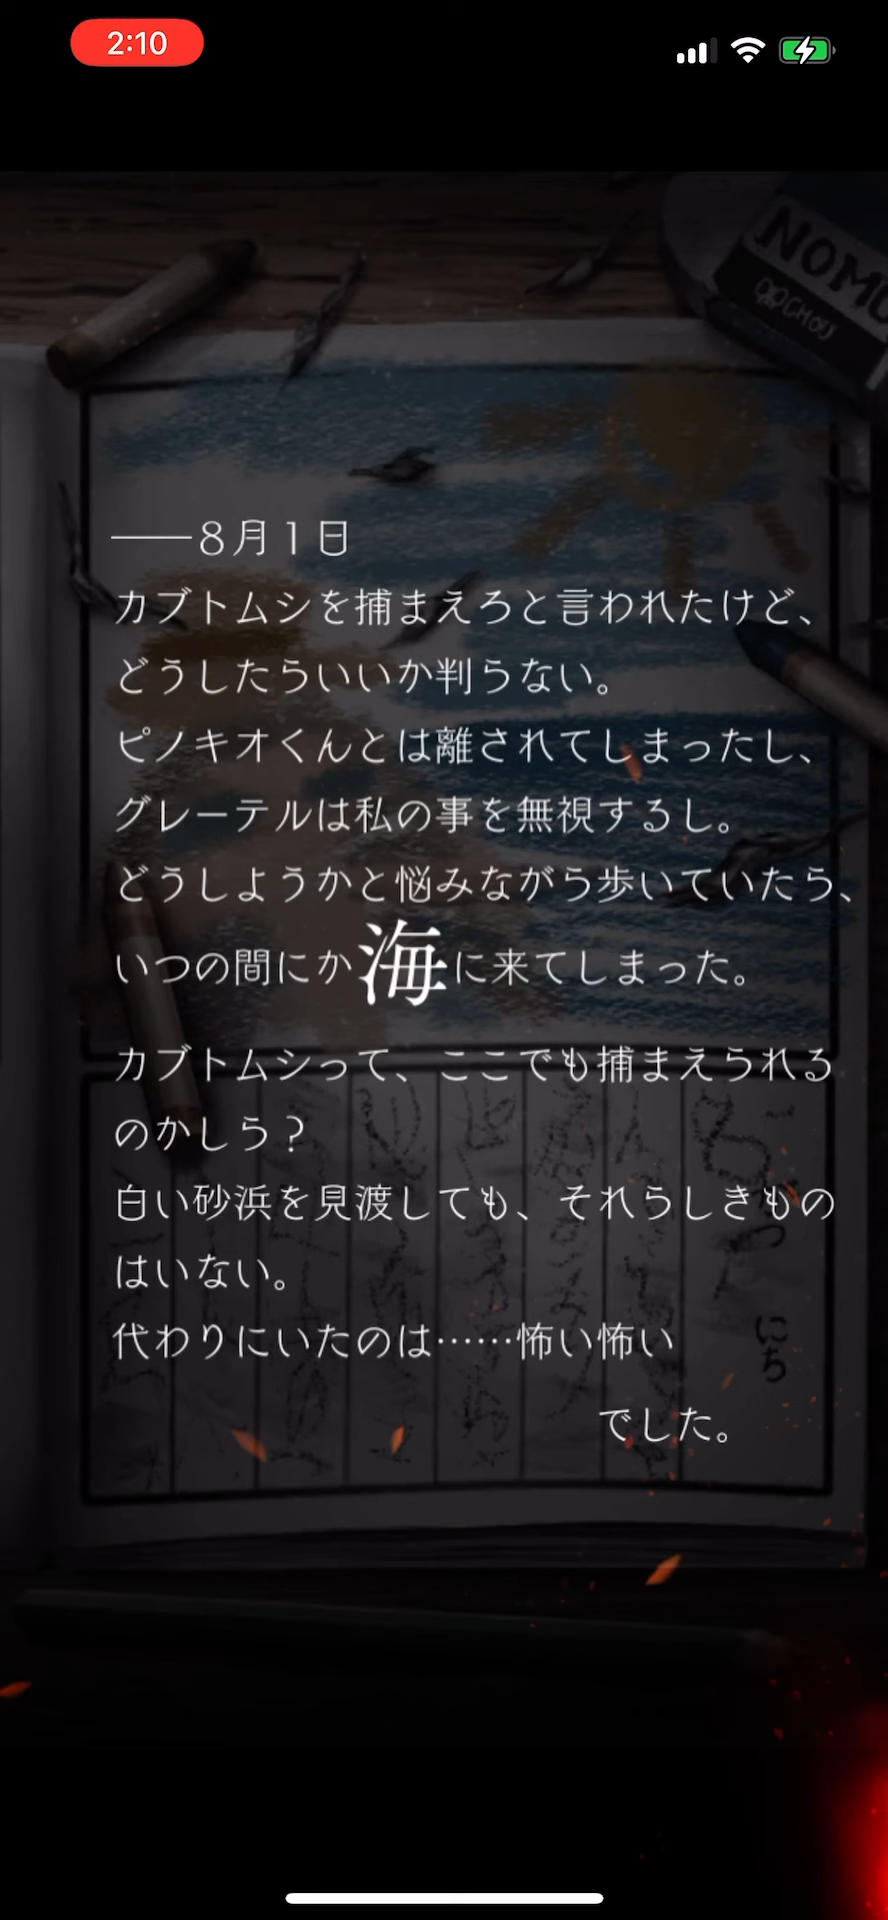 2:10
NOMO
――８月１日
カブトムシを捕まえろと言われたけど、
どうしたらいいか判らない。
ピノキオくんとは離されてしまったし、
グレーテルは私の事を無視するし。
どうしようかと悩みながら歩いていたら、
いつの間にか海に来てしまった。
カブトムシって、ここでも捕まえられる
のかしら？
白い砂浜を見渡しても、それらしきもの
はいない。
代わりにいたのは……怖い怖い
でした。
にち